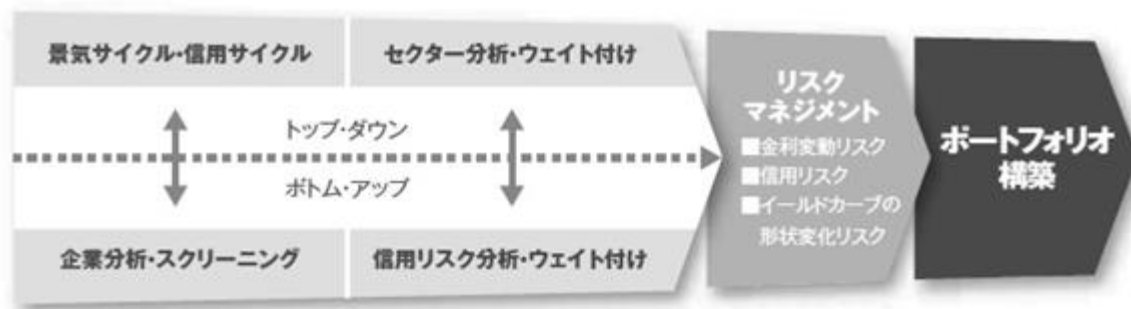 景気サイクル・信用サイクル
セクター分析・ウェイト付け
トップ・ダウン
ボトム・アップ
企業分析・スクリーニング
信用リスク分析・ウェイト付け
リスク
マネジメント
■金利変動リスク
■信用リスク
■イールドカーブの
形状変化リスク
ポートフォリオ
構築